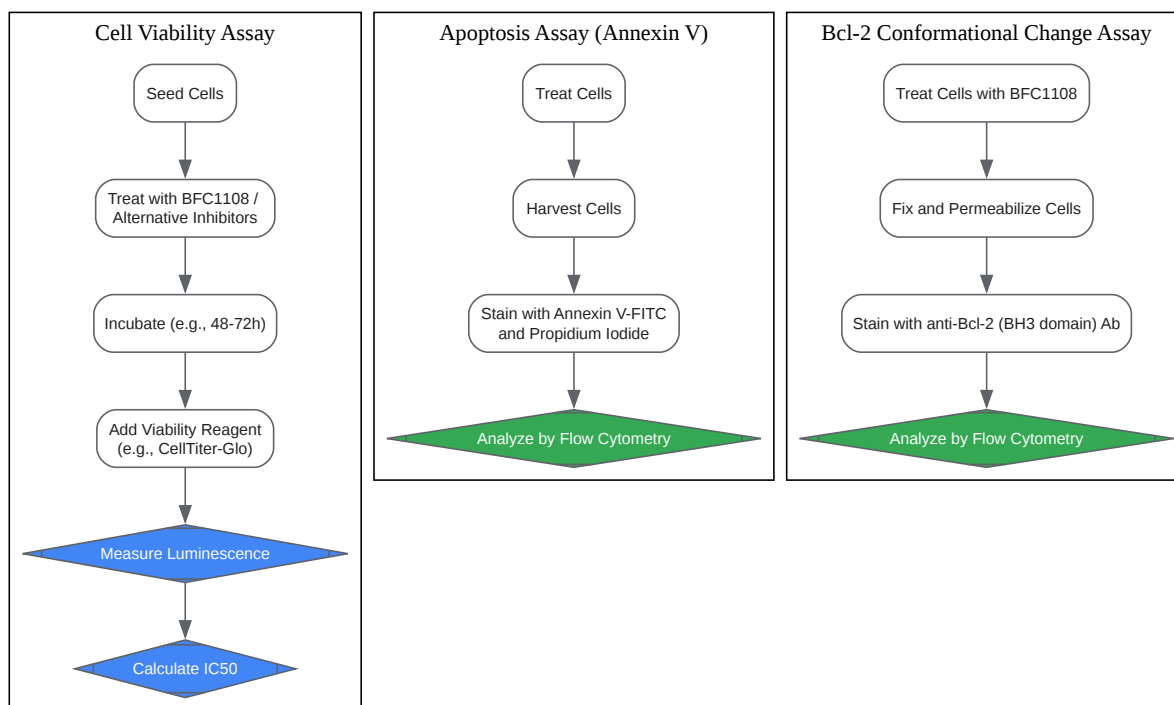 Cell Viability Assay
Seed Cells
Treat with BFC1108 /
Alternative Inhibitors
Incubate (e.g., 48-72h)
Add Viability Reagent
(e.g., CellTiter-Glo)
Measure Luminescence
Calculate IC50
Apoptosis Assay (Annexin V)
Treat Cells
Harvest Cells
Stain with Annexin V-FITC
and Propidium Iodide
Analyze by Flow Cytometry
Bcl-2 Conformational Change Assay
Treat Cells with BFC1108
Fix and Permeabilize Cells
Stain with anti-Bcl-2 (BH3 domain) Ab
Analyze by Flow Cytometry